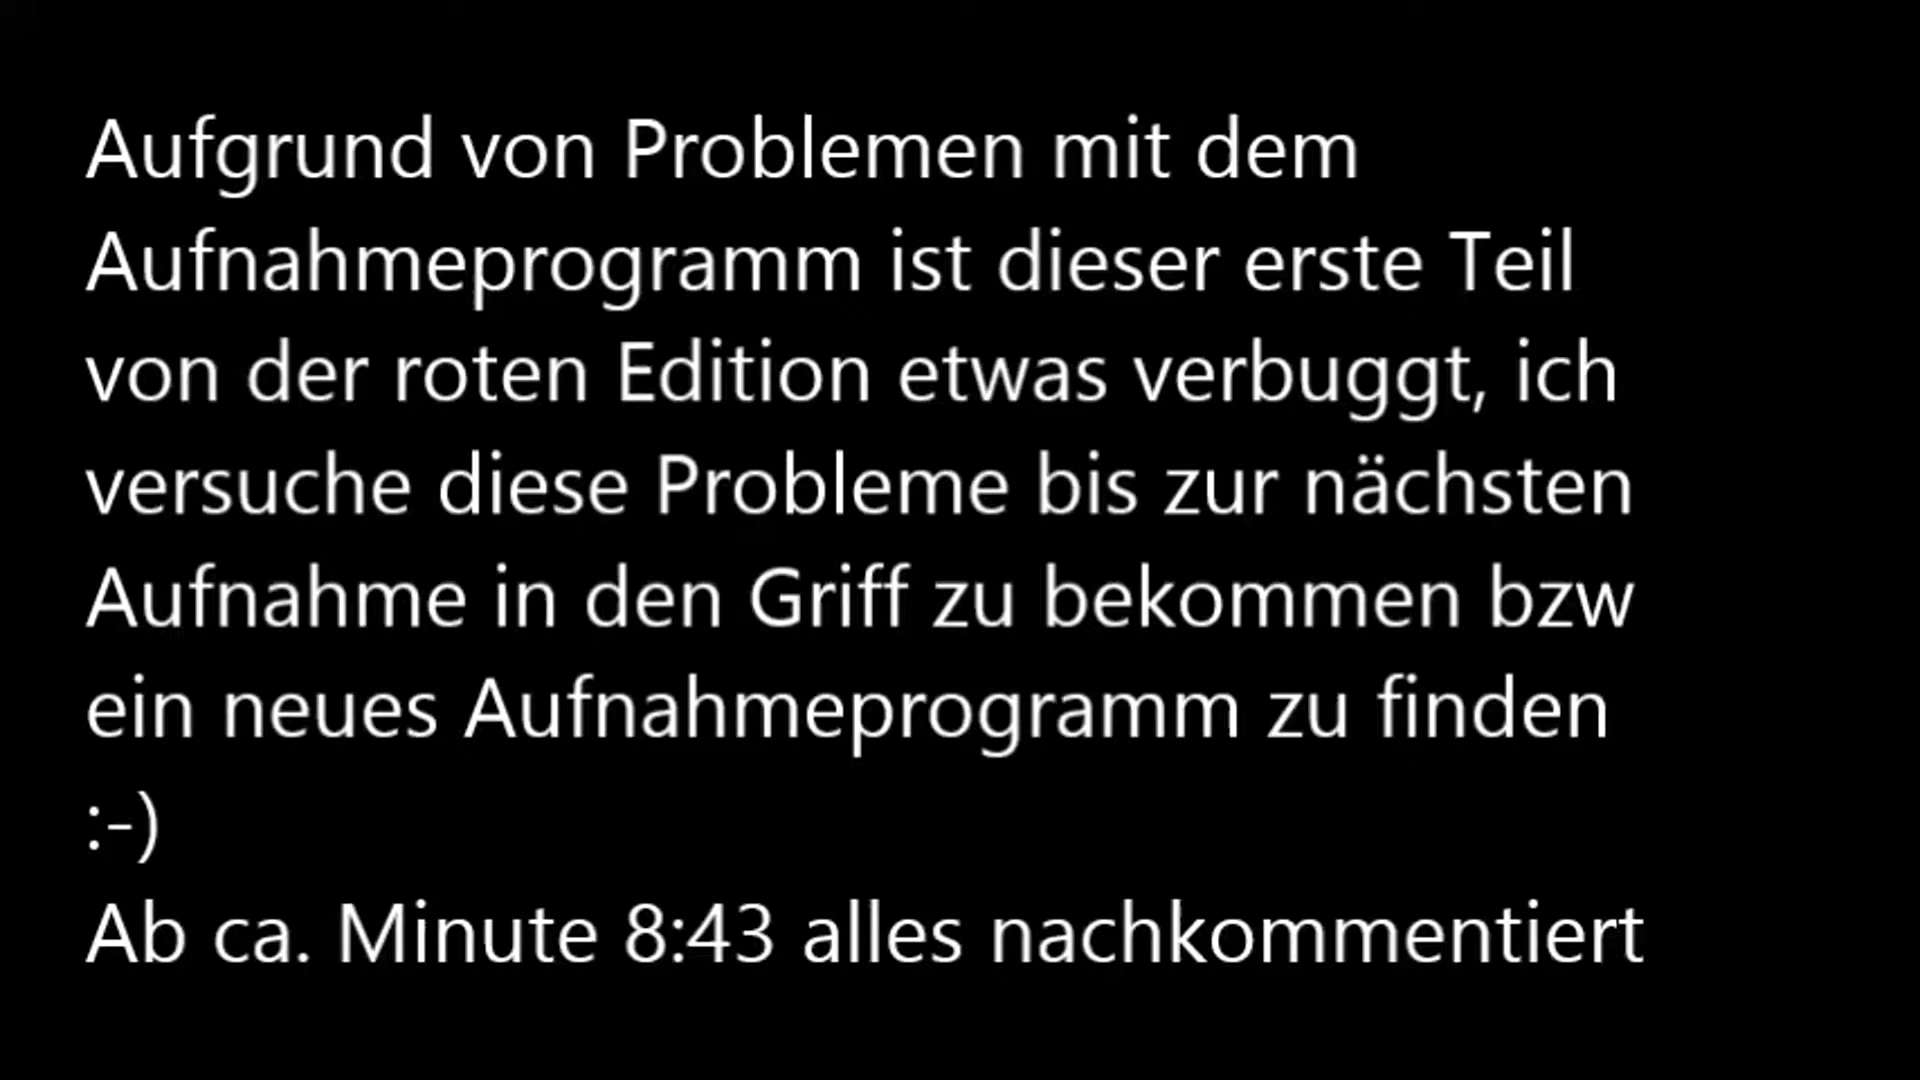 Aufgrund von Problemen mit dem
Aufnahmeprogramm ist dieser erste Teil
von der roten Edition etwas verbuggt, ich
versuche diese Probleme bis zur nächsten
Aufnahme in den Griff zu bekommen bzw
ein neues Aufnahmeprogramm zu finden
:-)
Ab ca. Minute 8:43 alles nachkommentiert